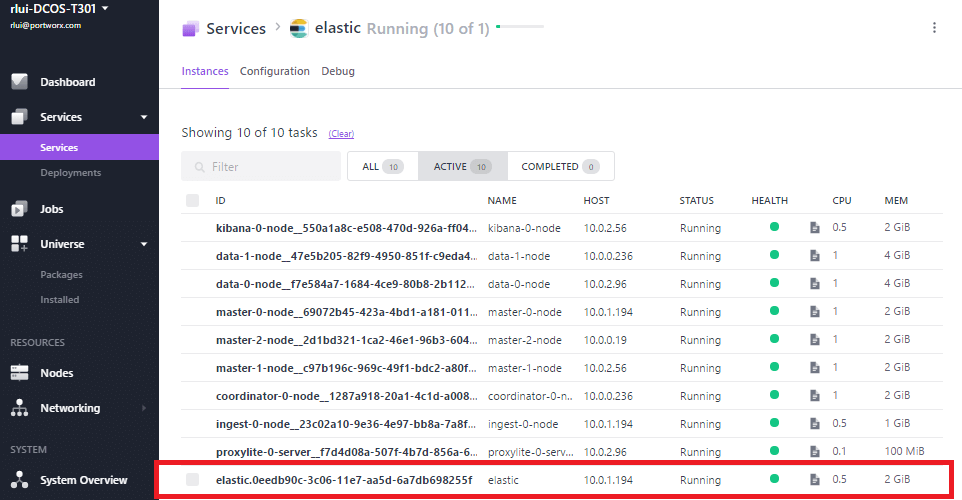 rlui-DCOS-T301
rlui@portworx.com
Dashboard
Services
Services
Deployments
Jobs
Universe
Packages
Installed
RESOURCES
Nodes
Networking
SYSTEM
System Overview
Services > elastic Running (10 of 1)
Instances Configuration Debug
Showing 10 of 10 tasks (Clear)
Filter ALL 10 ACTIVE 10 COMPLETED 0
ID NAME HOST STATUS HEALTH CPU MEM
kibana-0-node__550a1a8c-e508-470d-926a-ff04... kibana-0-node 10.0.2.56 Running 0.5 2 GiB
data-1-node__47e5b205-82f9-4950-851f-c9eda4... data-1-node 10.0.0.236 Running 1 4 GiB
data-0-node__f7e584a7-1684-4ce9-80b8-2b112... data-0-node 10.0.2.96 Running 1 4 GiB
master-0-node__69072b45-423a-4bd1-a181-011... master-0-node 10.0.1.194 Running 1 2 GiB
master-2-node__2d1bd321-1ca2-46e1-96b3-604... master-2-node 10.0.0.19 Running 1 2 GiB
master-1-node__c97b196c-969c-49f1-bdc2-a80f... master-1-node 10.0.2.56 Running 1 2 GiB
coordinator-0-node__1287a918-20a1-4c1d-a008... coordinator-0-n... 10.0.0.236 Running 1 2 GiB
ingest-0-node__23c02a10-9e36-4e97-bb8a-7a8f... ingest-0-node 10.0.1.194 Running 0.5 1 GiB
proxylite-0-server__f7d4d08a-507f-4b7d-856a-6... proxylite-0-serv... 10.0.2.96 Running 0.1 100 MiB
elastic.0eedb90c-3c06-11e7-aa5d-6a7db698255f elastic 10.0.1.194 Running 0.5 2 GiB